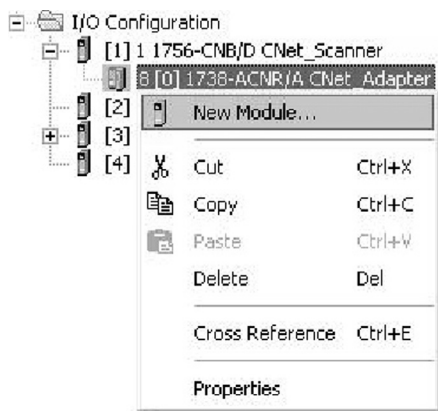 I/O Configuration
[1] 1 1756-CNB/D CNet_Scanner
8 [0] 1738-ACNR/A CNet_Adapter
[2]
New Module...
[3]
[4]
Cut Ctrl+X
Copy Ctrl+C
Paste Ctrl+V
Delete Del
Cross Reference Ctrl+E
Properties